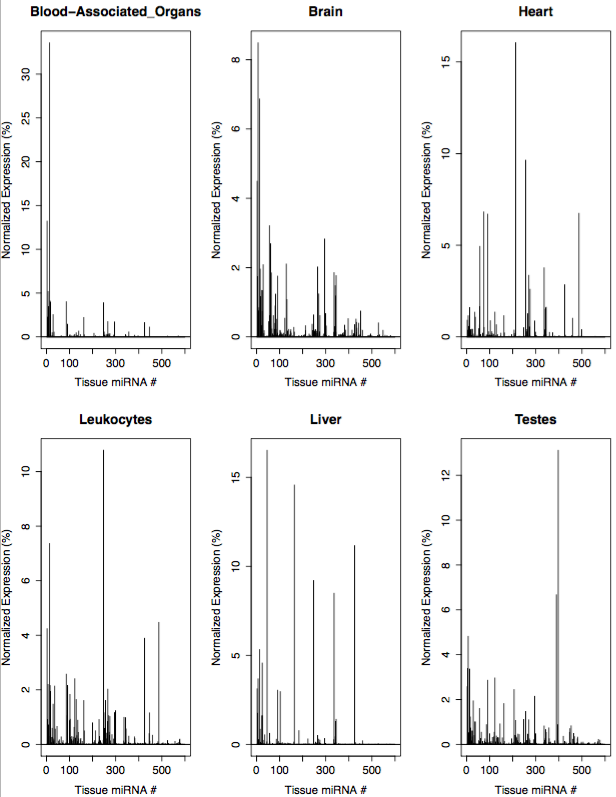 Blood−Associated_Organs
Normalized Expression (%)
30
25
20
15
10
5
0
0 100 300 500
Tissue miRNA #
Brain
Normalized Expression (%)
8
6
4
2
0
0 100 300 500
Tissue miRNA #
Heart
Normalized Expression (%)
15
10
5
0
0 100 300 500
Tissue miRNA #
Leukocytes
Normalized Expression (%)
10
8
6
4
2
0
0 100 300 500
Tissue miRNA #
Liver
Normalized Expression (%)
15
10
5
0
0 100 300 500
Tissue miRNA #
Testes
Normalized Expression (%)
12
10
8
6
4
2
0
0 100 300 500
Tissue miRNA #